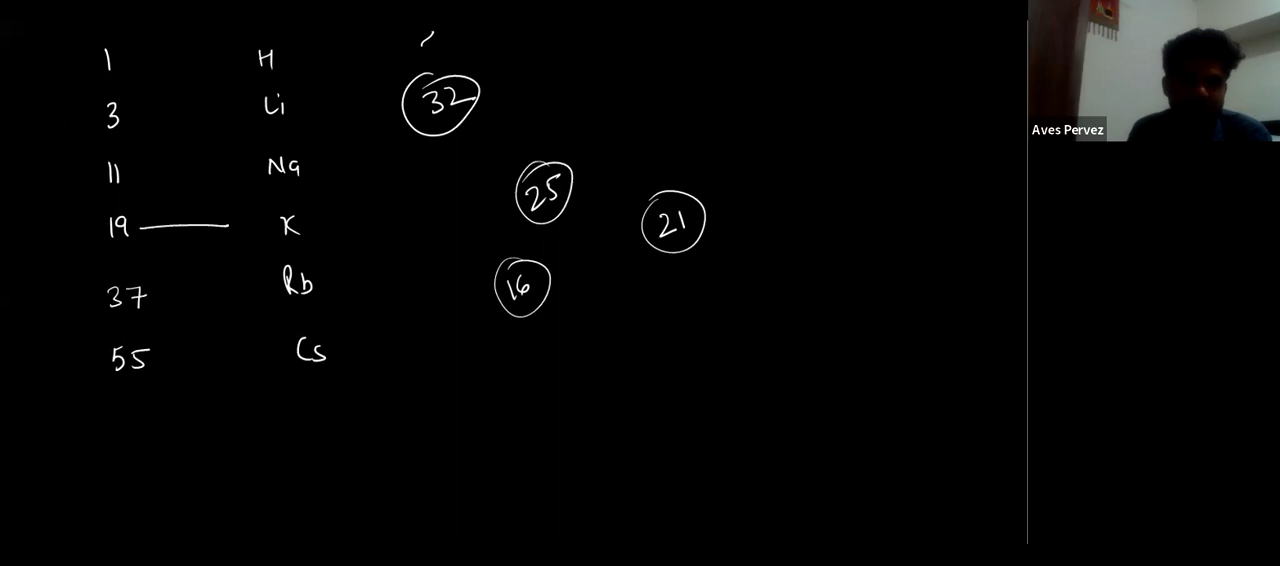 1 H
3 Li 32
11 Na 25
19 — K 21
37 Rb 16
55 Cs
Aves Pervez